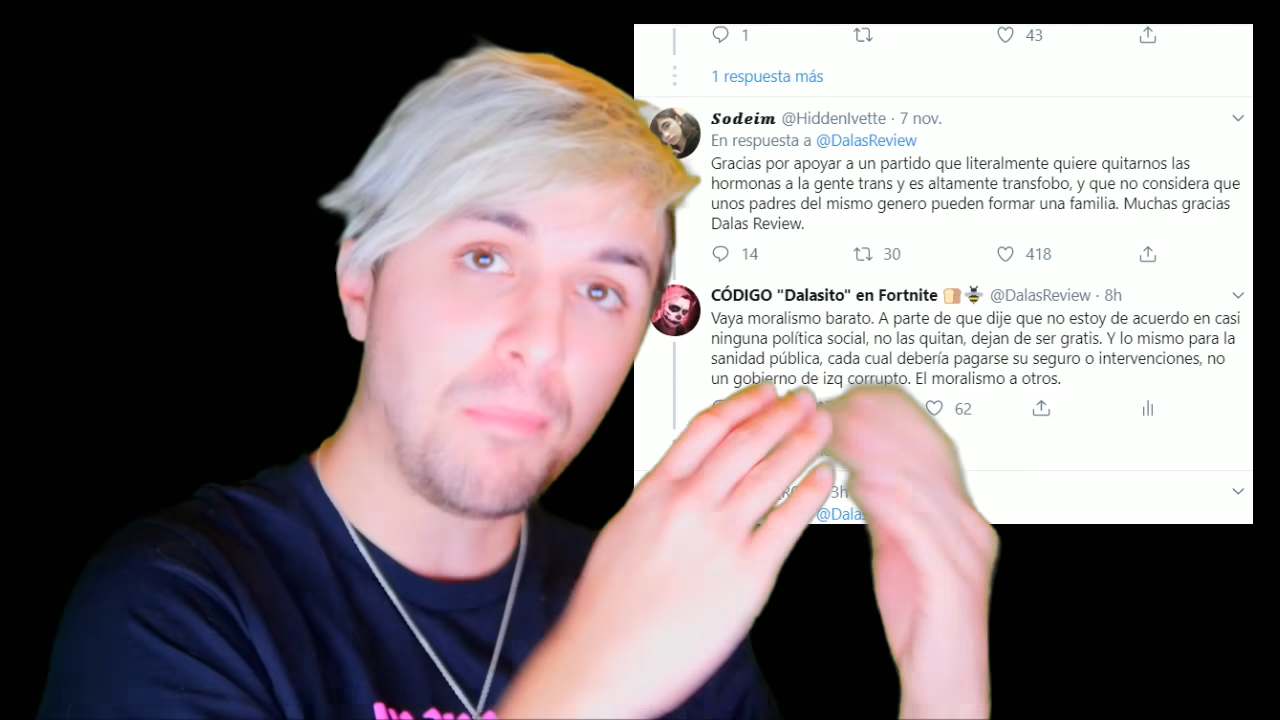 1 43
1 respuesta más
Sodeim @HiddenIvette · 7 nov.
En respuesta a @DalasReview
Gracias por apoyar a un partido que literalmente quiere quitarnos las
hormonas a la gente trans y es altamente transfobo, y que no considera que
unos padres del mismo genero pueden formar una familia. Muchas gracias
Dalas Review.
14 30 418
CÓDIGO "Dalasito" en Fortnite 🍞🐝 @DalasReview · 8h
Vaya moralismo barato. A parte de que dije que no estoy de acuerdo en casi
ninguna política social, no las quitan, dejan de ser gratis. Y lo mismo para la
sanidad pública, cada cual debería pagarse su seguro o intervenciones, no
un gobierno de izq corrupto. El moralismo a otros.
62
3h